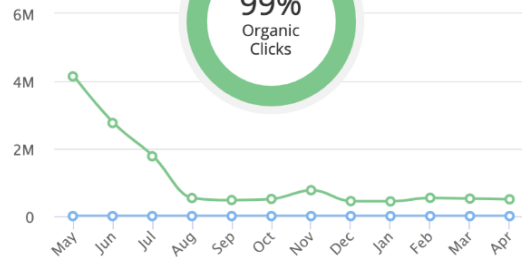 99%
Organic
Clicks
6M
4M
2M
0
May Jun Jul Aug Sep Oct Nov Dec Jan Feb Mar Apr